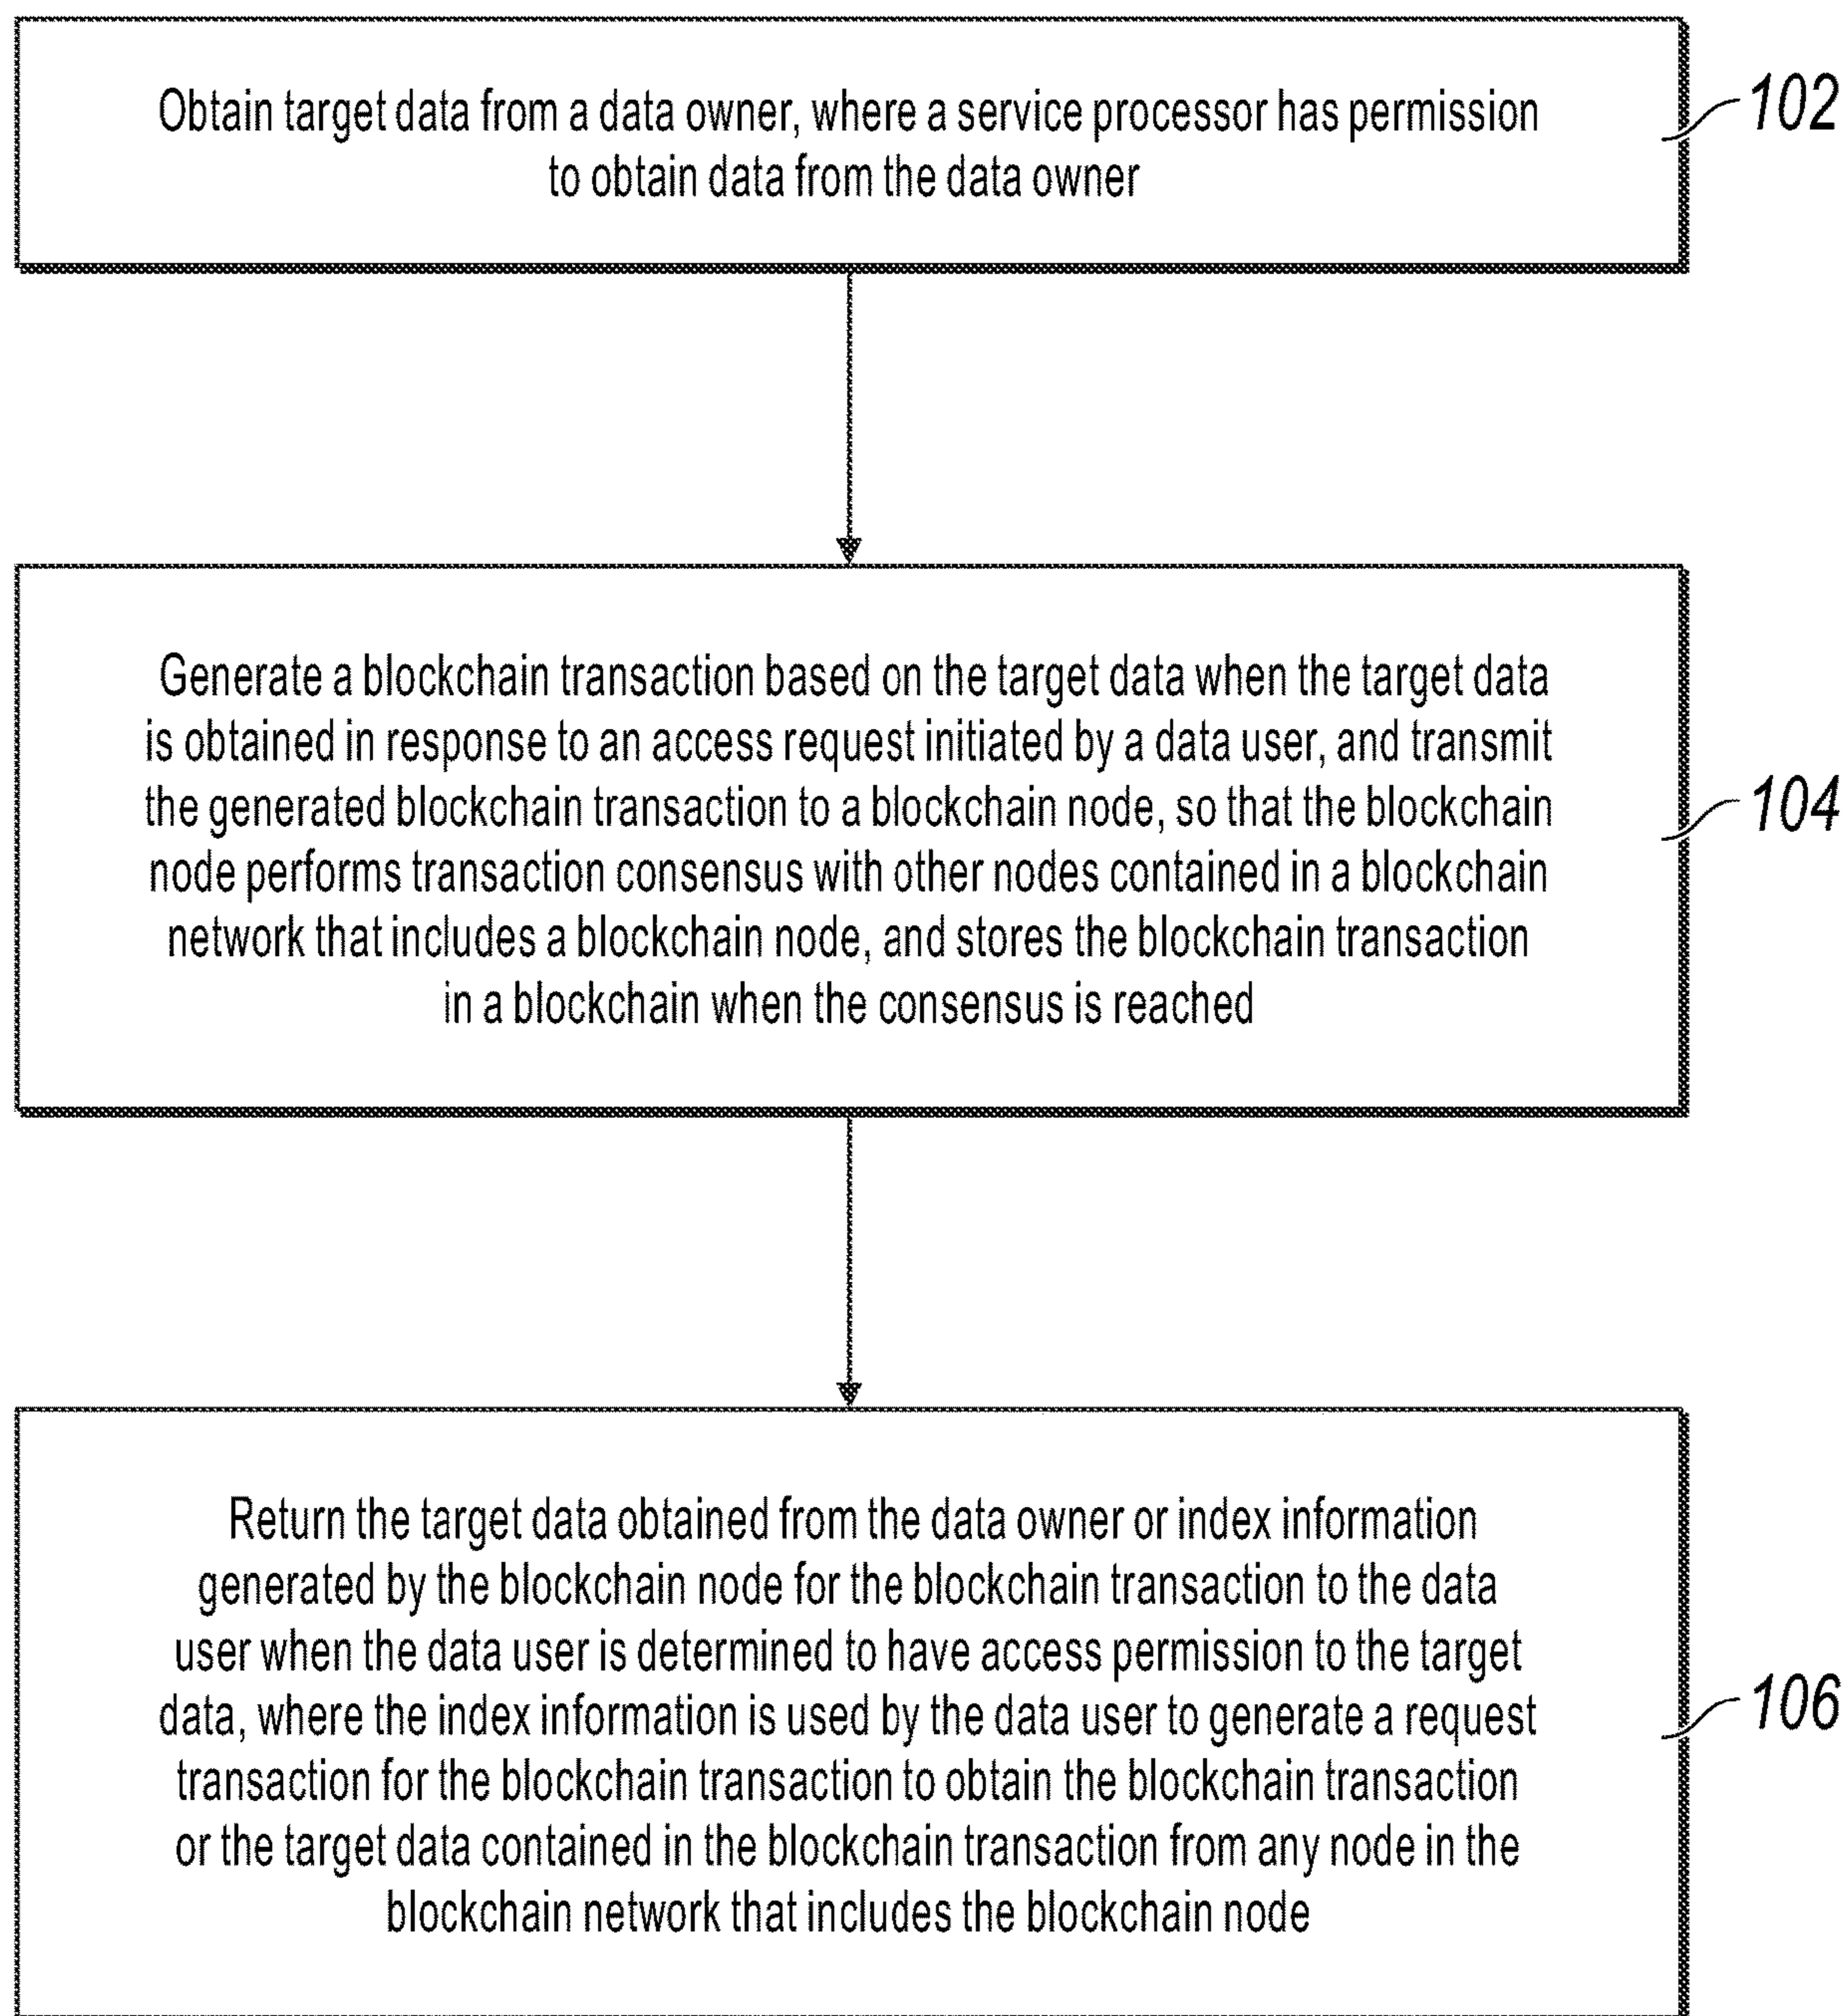 Obtain target data from a data owner, where a service processor has permission
to obtain data from the data owner
102
Generate a blockchain transaction based on the target data when the target data
is obtained in response to an access request initiated by a data user, and transmit
the generated blockchain transaction to a blockchain node, so that the blockchain
node performs transaction consensus with other nodes contained in a blockchain
network that includes a blockchain node, and stores the blockchain transaction
in a blockchain when the consensus is reached
104
Return the target data obtained from the data owner or index information
generated by the blockchain node for the blockchain transaction to the data
user when the data user is determined to have access permission to the target
data, where the index information is used by the data user to generate a request
transaction for the blockchain transaction to obtain the blockchain transaction
or the target data contained in the blockchain transaction from any node in the
blockchain network that includes the blockchain node
106